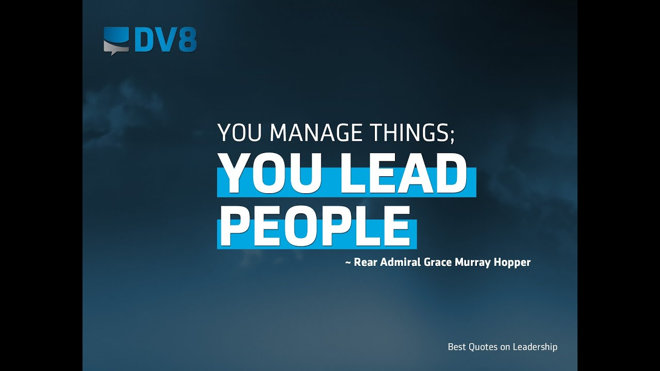 DV8
YOU MANAGE THINGS;
YOU LEAD
PEOPLE
~ Rear Admiral Grace Murray Hopper
Best Quotes on Leadership